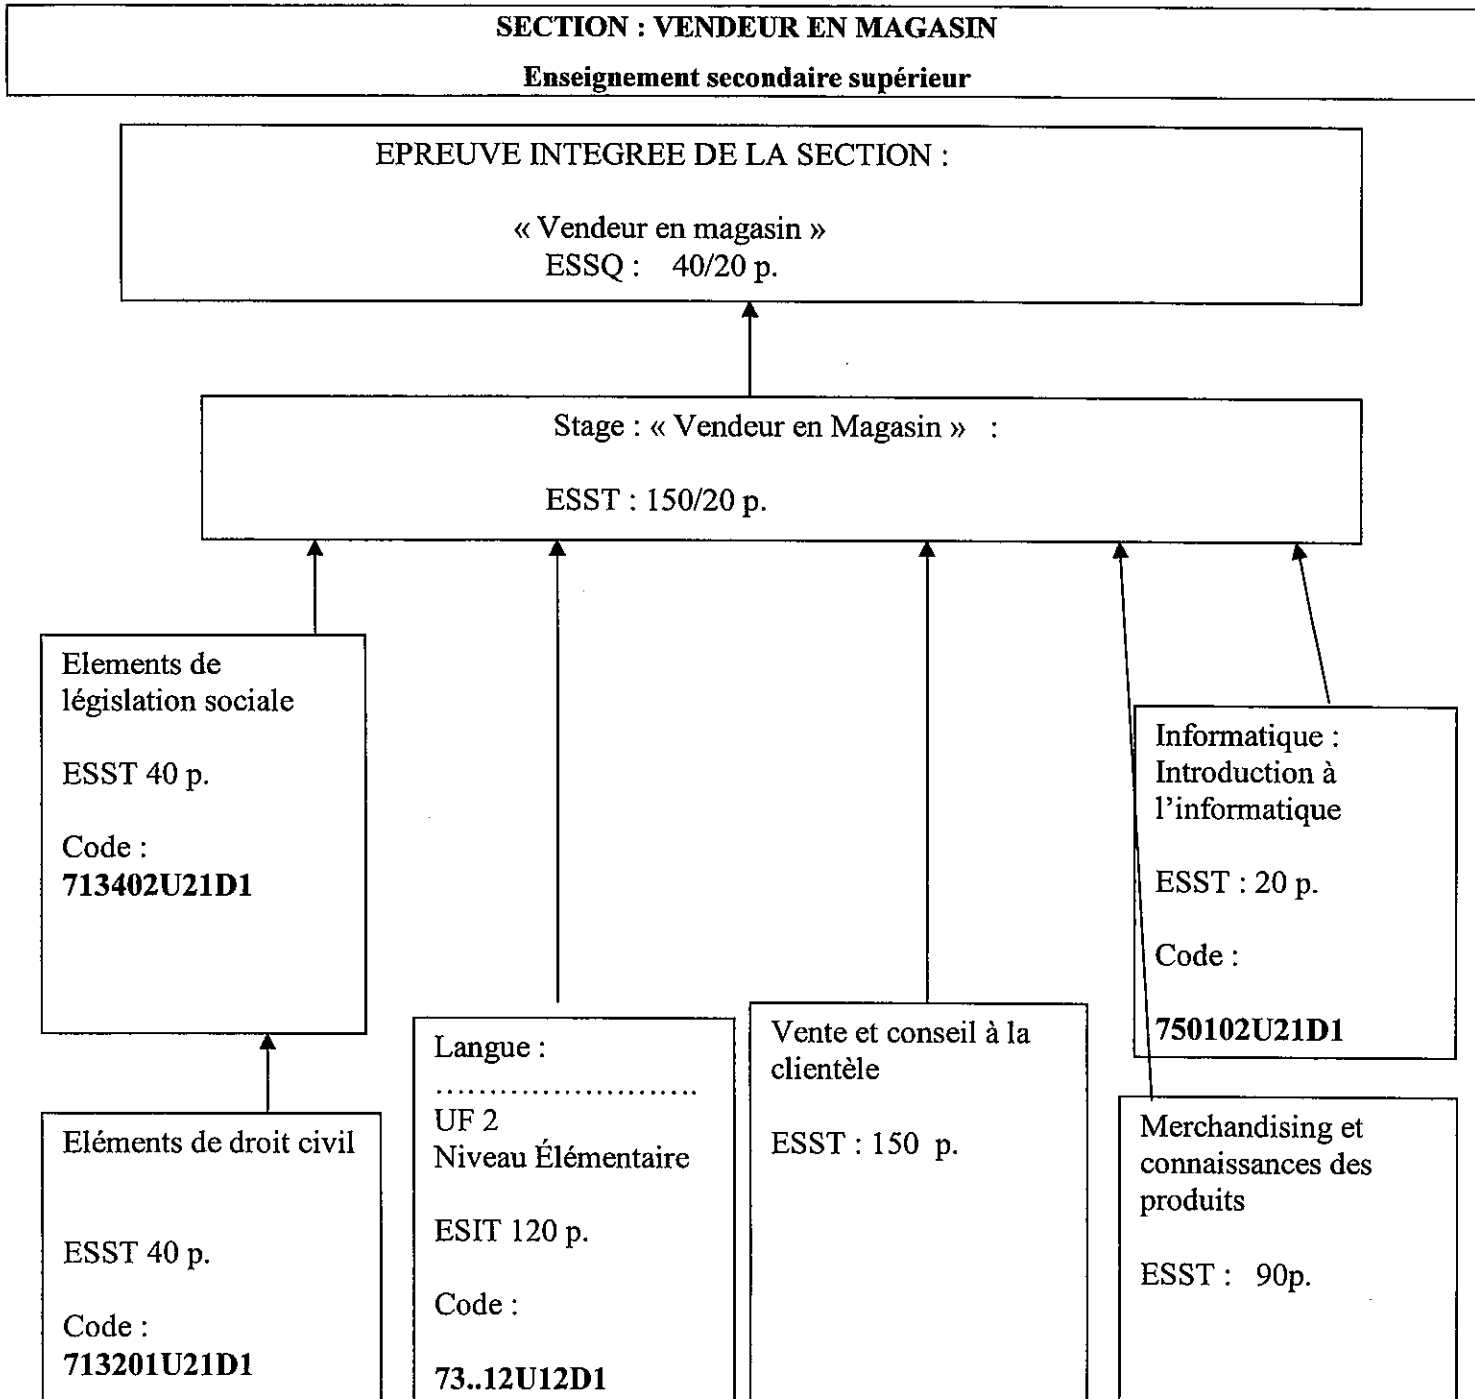 SECTION : VENDEUR EN MAGASIN
Enseignement secondaire supérieur
EPREUVE INTEGREE DE LA SECTION :
« Vendeur en magasin »
ESSQ : 40/20 p.
Stage : « Vendeur en Magasin » :
ESST : 150/20 p.
Elements de
législation sociale
ESST 40 p.
Code :
713402U21D1
Informatique :
Introduction à
l'informatique
ESST : 20 p.
Code :
750102U21D1
Eléments de droit civil
ESST 40 p.
Code :
713201U21D1
Langue :
........................
UF 2
Niveau Élémentaire
ESIT 120 p.
Code :
73..12U12D1
Vente et conseil à la
clientèle
ESST : 150 p.
Merchandising et
connaissances des
produits
ESST : 90p.